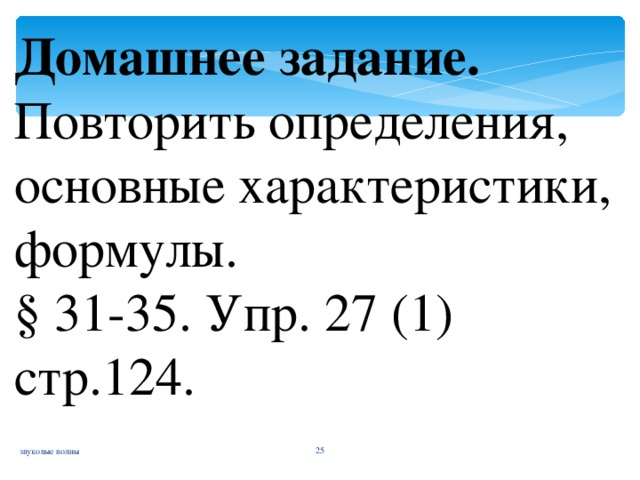 Домашнее задание.
Повторить определения,
основные характеристики,
формулы.
§ 31-35. Упр. 27 (1)
стр.124.
звуковые волны 25